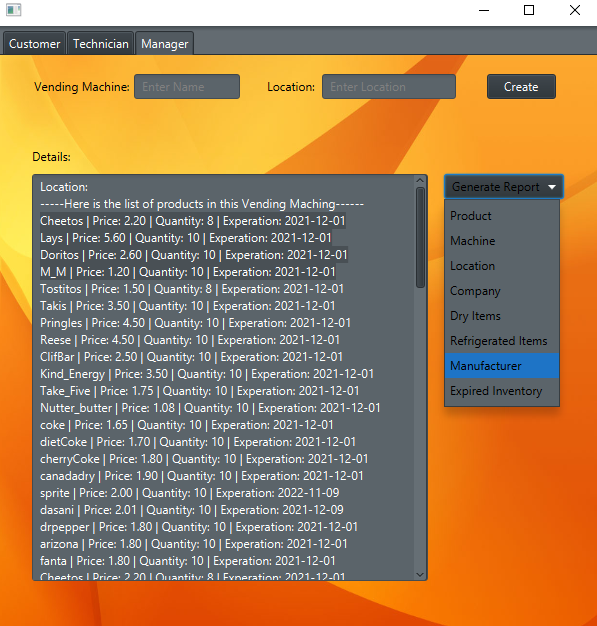 Customer Technician Manager
Vending Machine: Enter Name Location: Enter Location Create
Details:
Location:
-----Here is the list of products in this Vending Maching------
Cheetos | Price: 2.20 | Quantity: 8 | Experation: 2021-12-01
Lays | Price: 5.60 | Quantity: 10 | Experation: 2021-12-01
Doritos | Price: 2.60 | Quantity: 10 | Experation: 2021-12-01
M_M | Price: 1.20 | Quantity: 10 | Experation: 2021-12-01
Tostitos | Price: 1.50 | Quantity: 8 | Experation: 2021-12-01
Takis | Price: 3.50 | Quantity: 10 | Experation: 2021-12-01
Pringles | Price: 4.50 | Quantity: 10 | Experation: 2021-12-01
Reese | Price: 4.50 | Quantity: 10 | Experation: 2021-12-01
ClifBar | Price: 2.50 | Quantity: 10 | Experation: 2021-12-01
Kind_Energy | Price: 3.50 | Quantity: 10 | Experation: 2021-12-01
Take_Five | Price: 1.75 | Quantity: 10 | Experation: 2021-12-01
Nutter_butter | Price: 1.08 | Quantity: 10 | Experation: 2021-12-01
coke | Price: 1.65 | Quantity: 10 | Experation: 2021-12-01
dietCoke | Price: 1.70 | Quantity: 10 | Experation: 2021-12-01
cherryCoke | Price: 1.80 | Quantity: 10 | Experation: 2021-12-01
canadadry | Price: 1.90 | Quantity: 10 | Experation: 2021-12-01
sprite | Price: 2.00 | Quantity: 10 | Experation: 2022-11-09
dasani | Price: 2.01 | Quantity: 10 | Experation: 2021-12-09
drpepper | Price: 1.80 | Quantity: 10 | Experation: 2021-12-01
arizona | Price: 1.80 | Quantity: 10 | Experation: 2021-12-01
fanta | Price: 1.80 | Quantity: 10 | Experation: 2021-12-01
Cheetos | Price: 2.20 | Quantity: 8 | Experation: 2021-12-01
Generate Report
Product
Machine
Location
Company
Dry Items
Refrigerated Items
Manufacturer
Expired Inventory